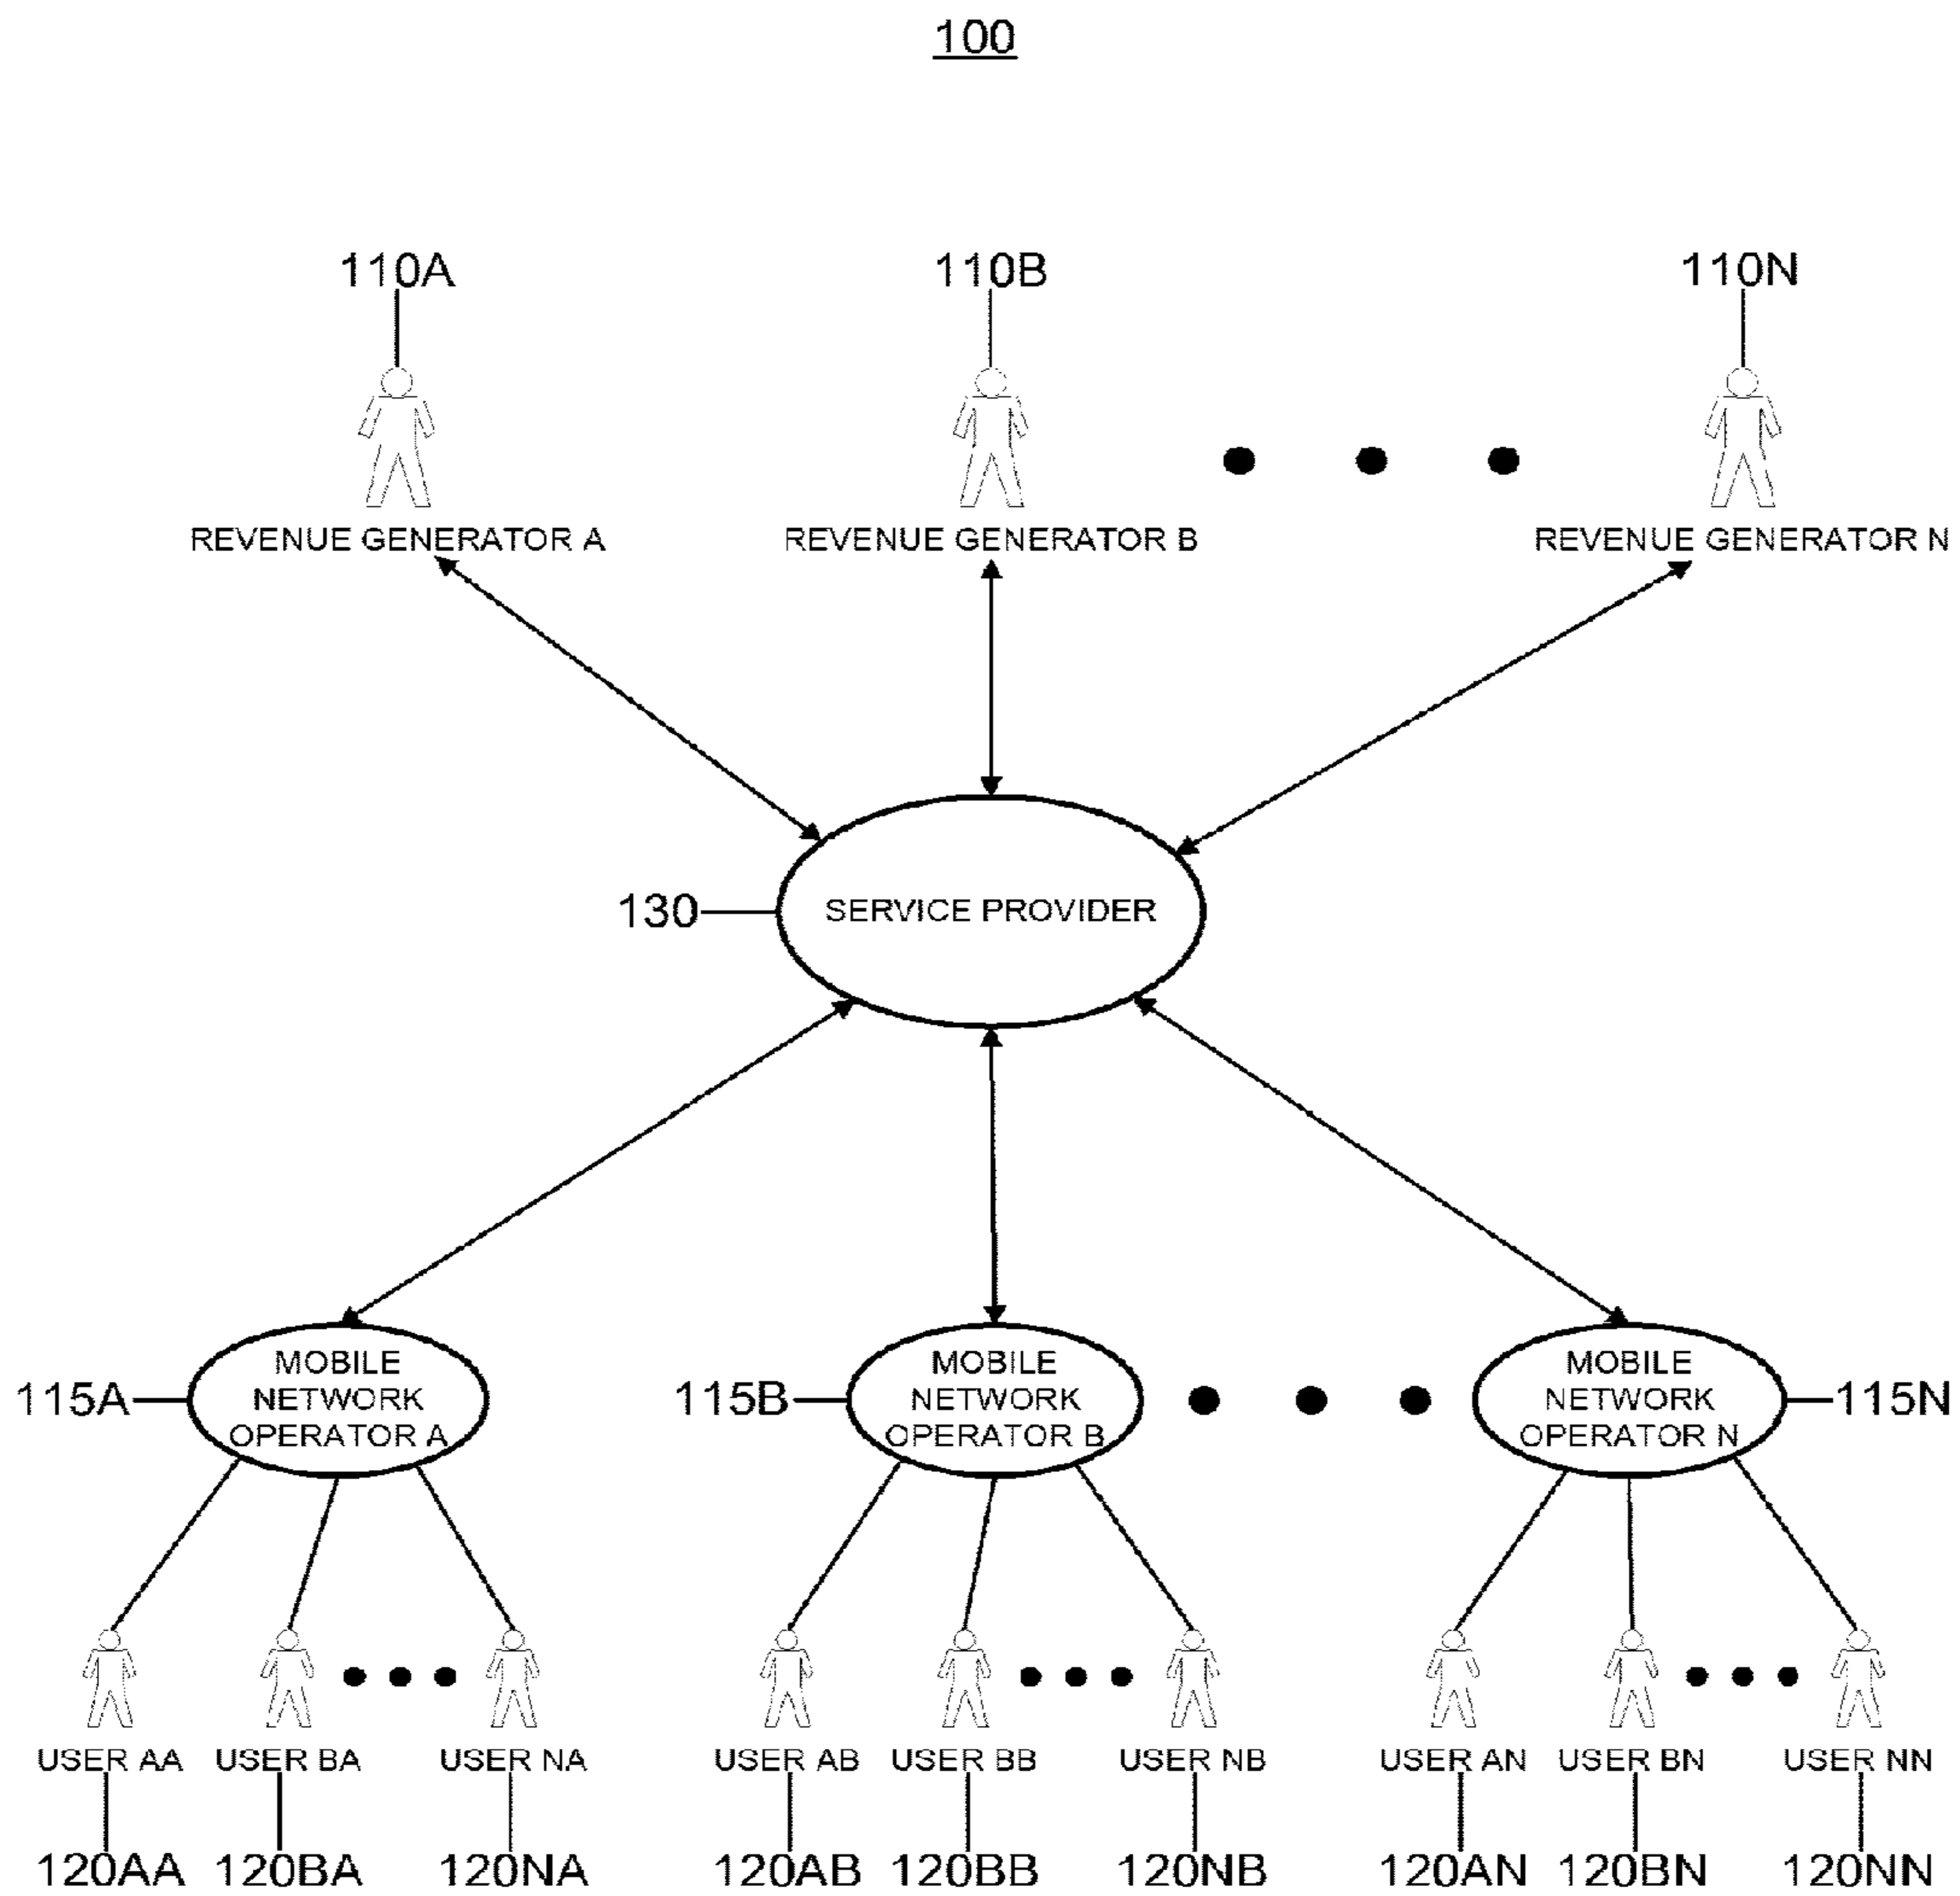 100
110A
110B
110N
REVENUE GENERATOR A
REVENUE GENERATOR B
REVENUE GENERATOR N
130
SERVICE PROVIDER
115A
MOBILE
NETWORK
OPERATOR A
115B
MOBILE
NETWORK
OPERATOR B
MOBILE
NETWORK
OPERATOR N
115N
USER AA
USER BA
USER NA
USER AB
USER BB
USER NB
USER AN
USER BN
USER NN
120AA
120BA
120NA
120AB
120BB
120NB
120AN
120BN
120NN